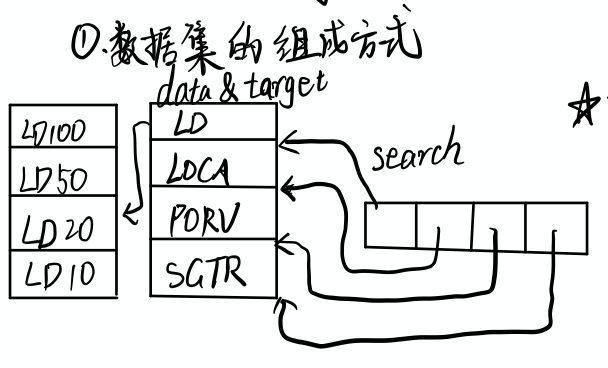 ①.数据集的组成方式
data & target
LD100
LD50
LD20
LD10
LD
LOCA
PORV
SGTR
search